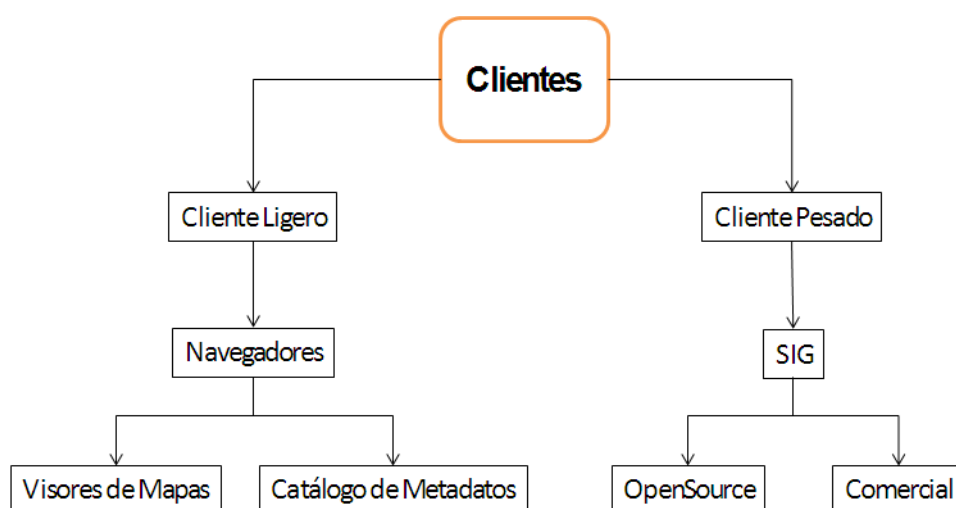 Clientes
Cliente Ligero
Cliente Pesado
Navegadores
SIG
Visores de Mapas
Catálogo de Metadatos
OpenSource
Comercial